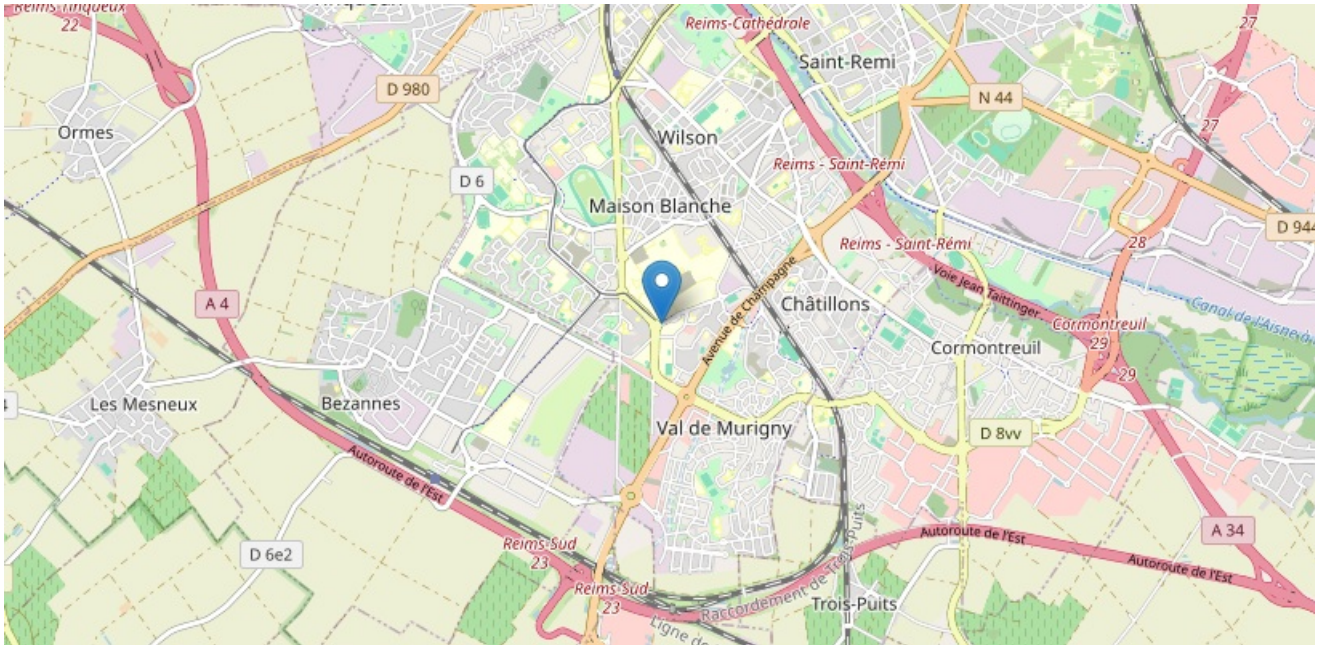 Reims-Tinqueux
22
Reims-Cathédrale
27
Saint-Remi
D 980
N 44
Ormes
27
Wilson
Reims - Saint-Rémi
D 6
Maison Blanche
D 944
28
Reims - Saint-Rémi
Voie Jean Taittinger
A 4
Avenue de Champagne
Châtillons
Canal de l'Aisne à
Cormontreuil
29
Cormontreuil
29
Les Mesneux
Bezannes
4
Val de Murigny
D 8vv
Autoroute de l'Est
A 34
Autoroute de l'Est
Reims-Sud
23
D 6e2
Autoroute de l'Est
Reims-Sud
23
Raccordement de Trois-Puits
Trois-Puits
Ligne de